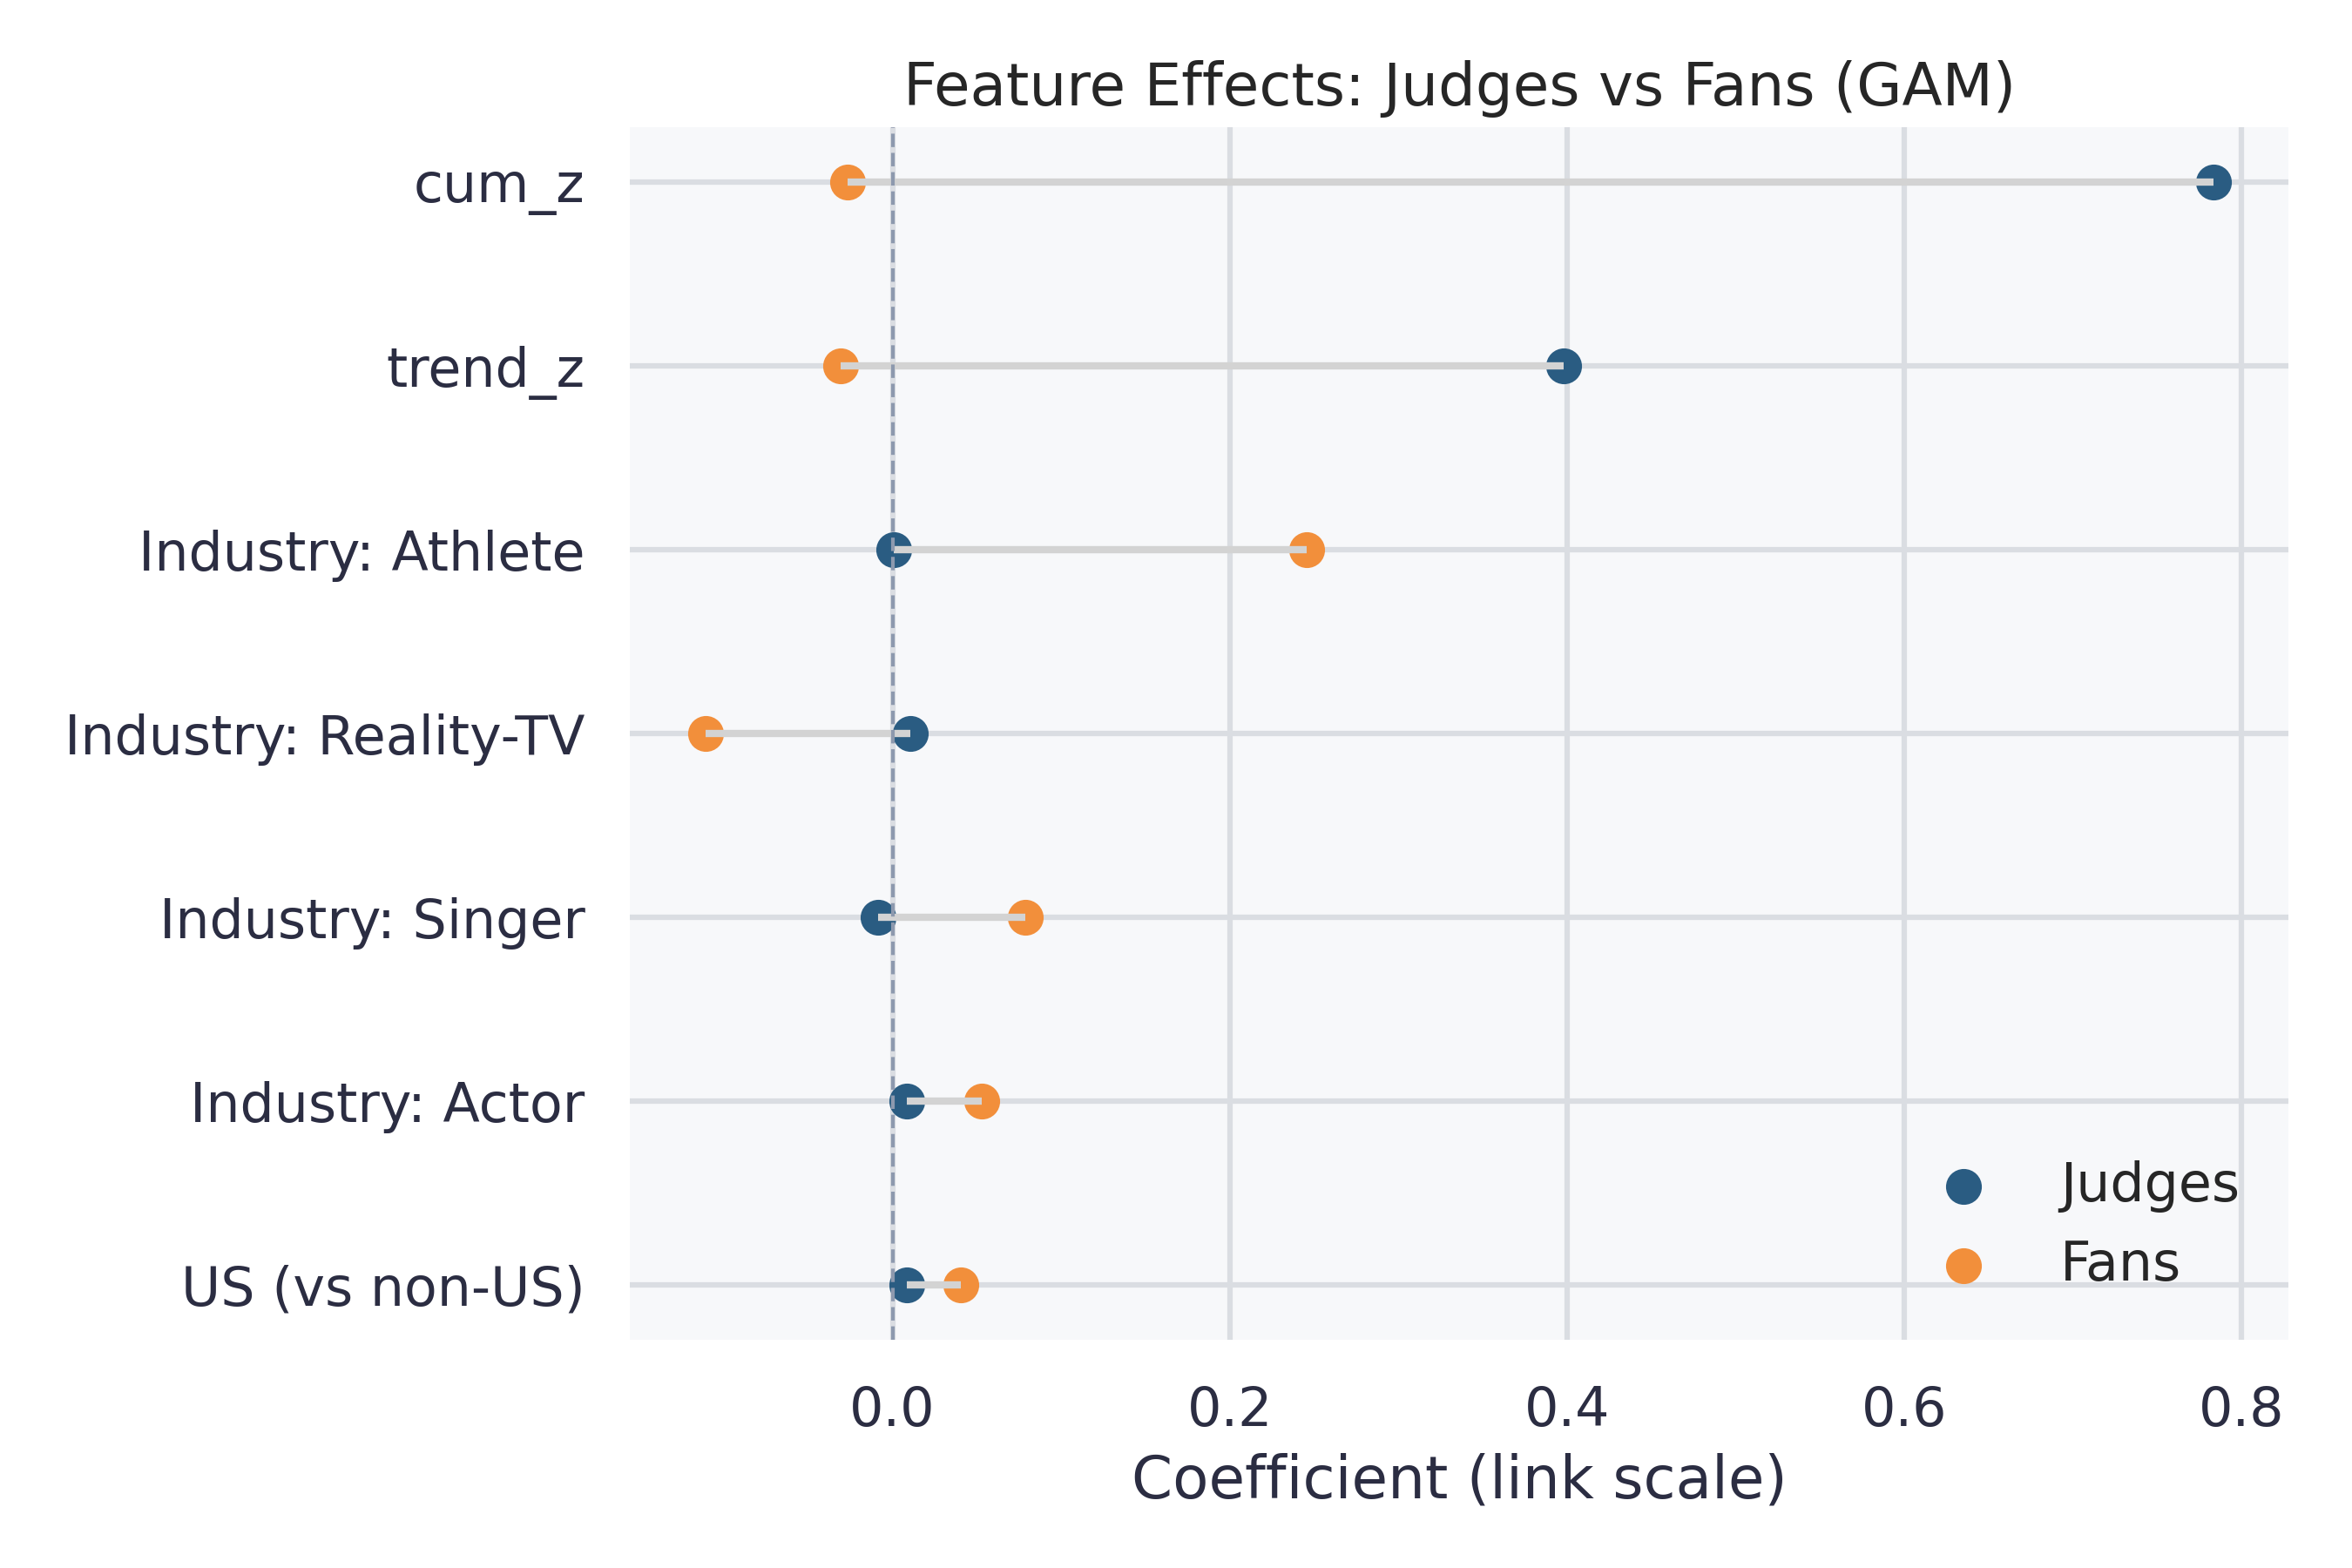 Feature Effects: Judges vs Fans (GAM)
cum_z
trend_z
Industry: Athlete
Industry: Reality-TV
Industry: Singer
Industry: Actor
US (vs non-US)
Judges
Fans
0.0 0.2 0.4 0.6 0.8
Coefficient (link scale)